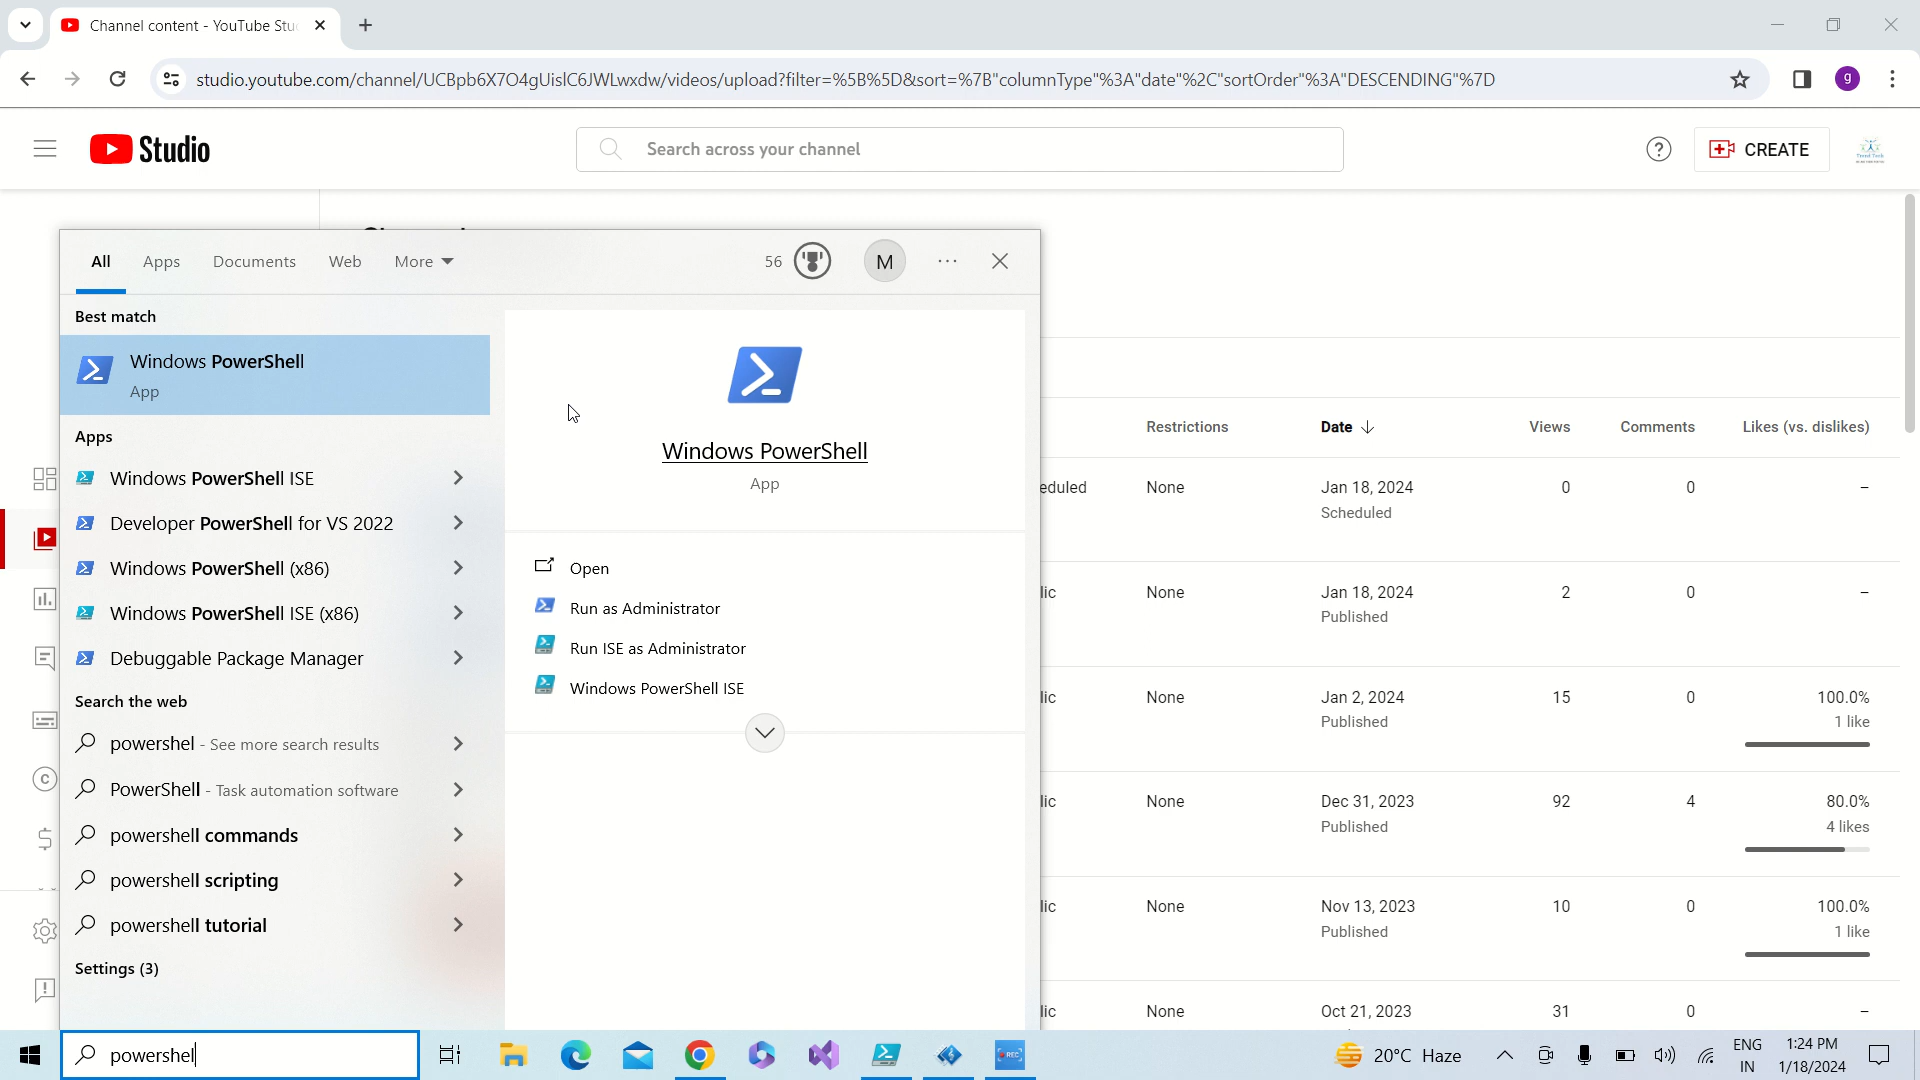 Channel content - YouTube Stu
studio.youtube.com/channel/UCBpb6X7O4gUislC6JWLwxdw/videos/upload?filter=%5B%5D&sort=%7B"columnType"%3A"date"%2C"sortOrder"%3A"DESCENDING"%7D
g
Studio
Search across your channel
?
CREATE
All
Apps
Documents
Web
More
56
M
Best match
Windows PowerShell
App
Apps
Windows PowerShell ISE
Developer PowerShell for VS 2022
Windows PowerShell (x86)
Windows PowerShell ISE (x86)
Debuggable Package Manager
Search the web
powershel - See more search results
PowerShell - Task automation software
powershell commands
powershell scripting
powershell tutorial
Settings (3)
Windows PowerShell
App
Open
Run as Administrator
Run ISE as Administrator
Windows PowerShell ISE
Restrictions Date Views Comments Likes (vs. dislikes)
eduled None Jan 18, 2024 0 0 –
Scheduled
lic None Jan 18, 2024 2 0 –
Published
lic None Jan 2, 2024 15 0 100.0%
Published 1 like
lic None Dec 31, 2023 92 4 80.0%
Published 4 likes
lic None Nov 13, 2023 10 0 100.0%
Published 1 like
lic None Oct 21, 2023 31 0 –
powershel
REC
20°C Haze
ENG
IN
1:24 PM
1/18/2024